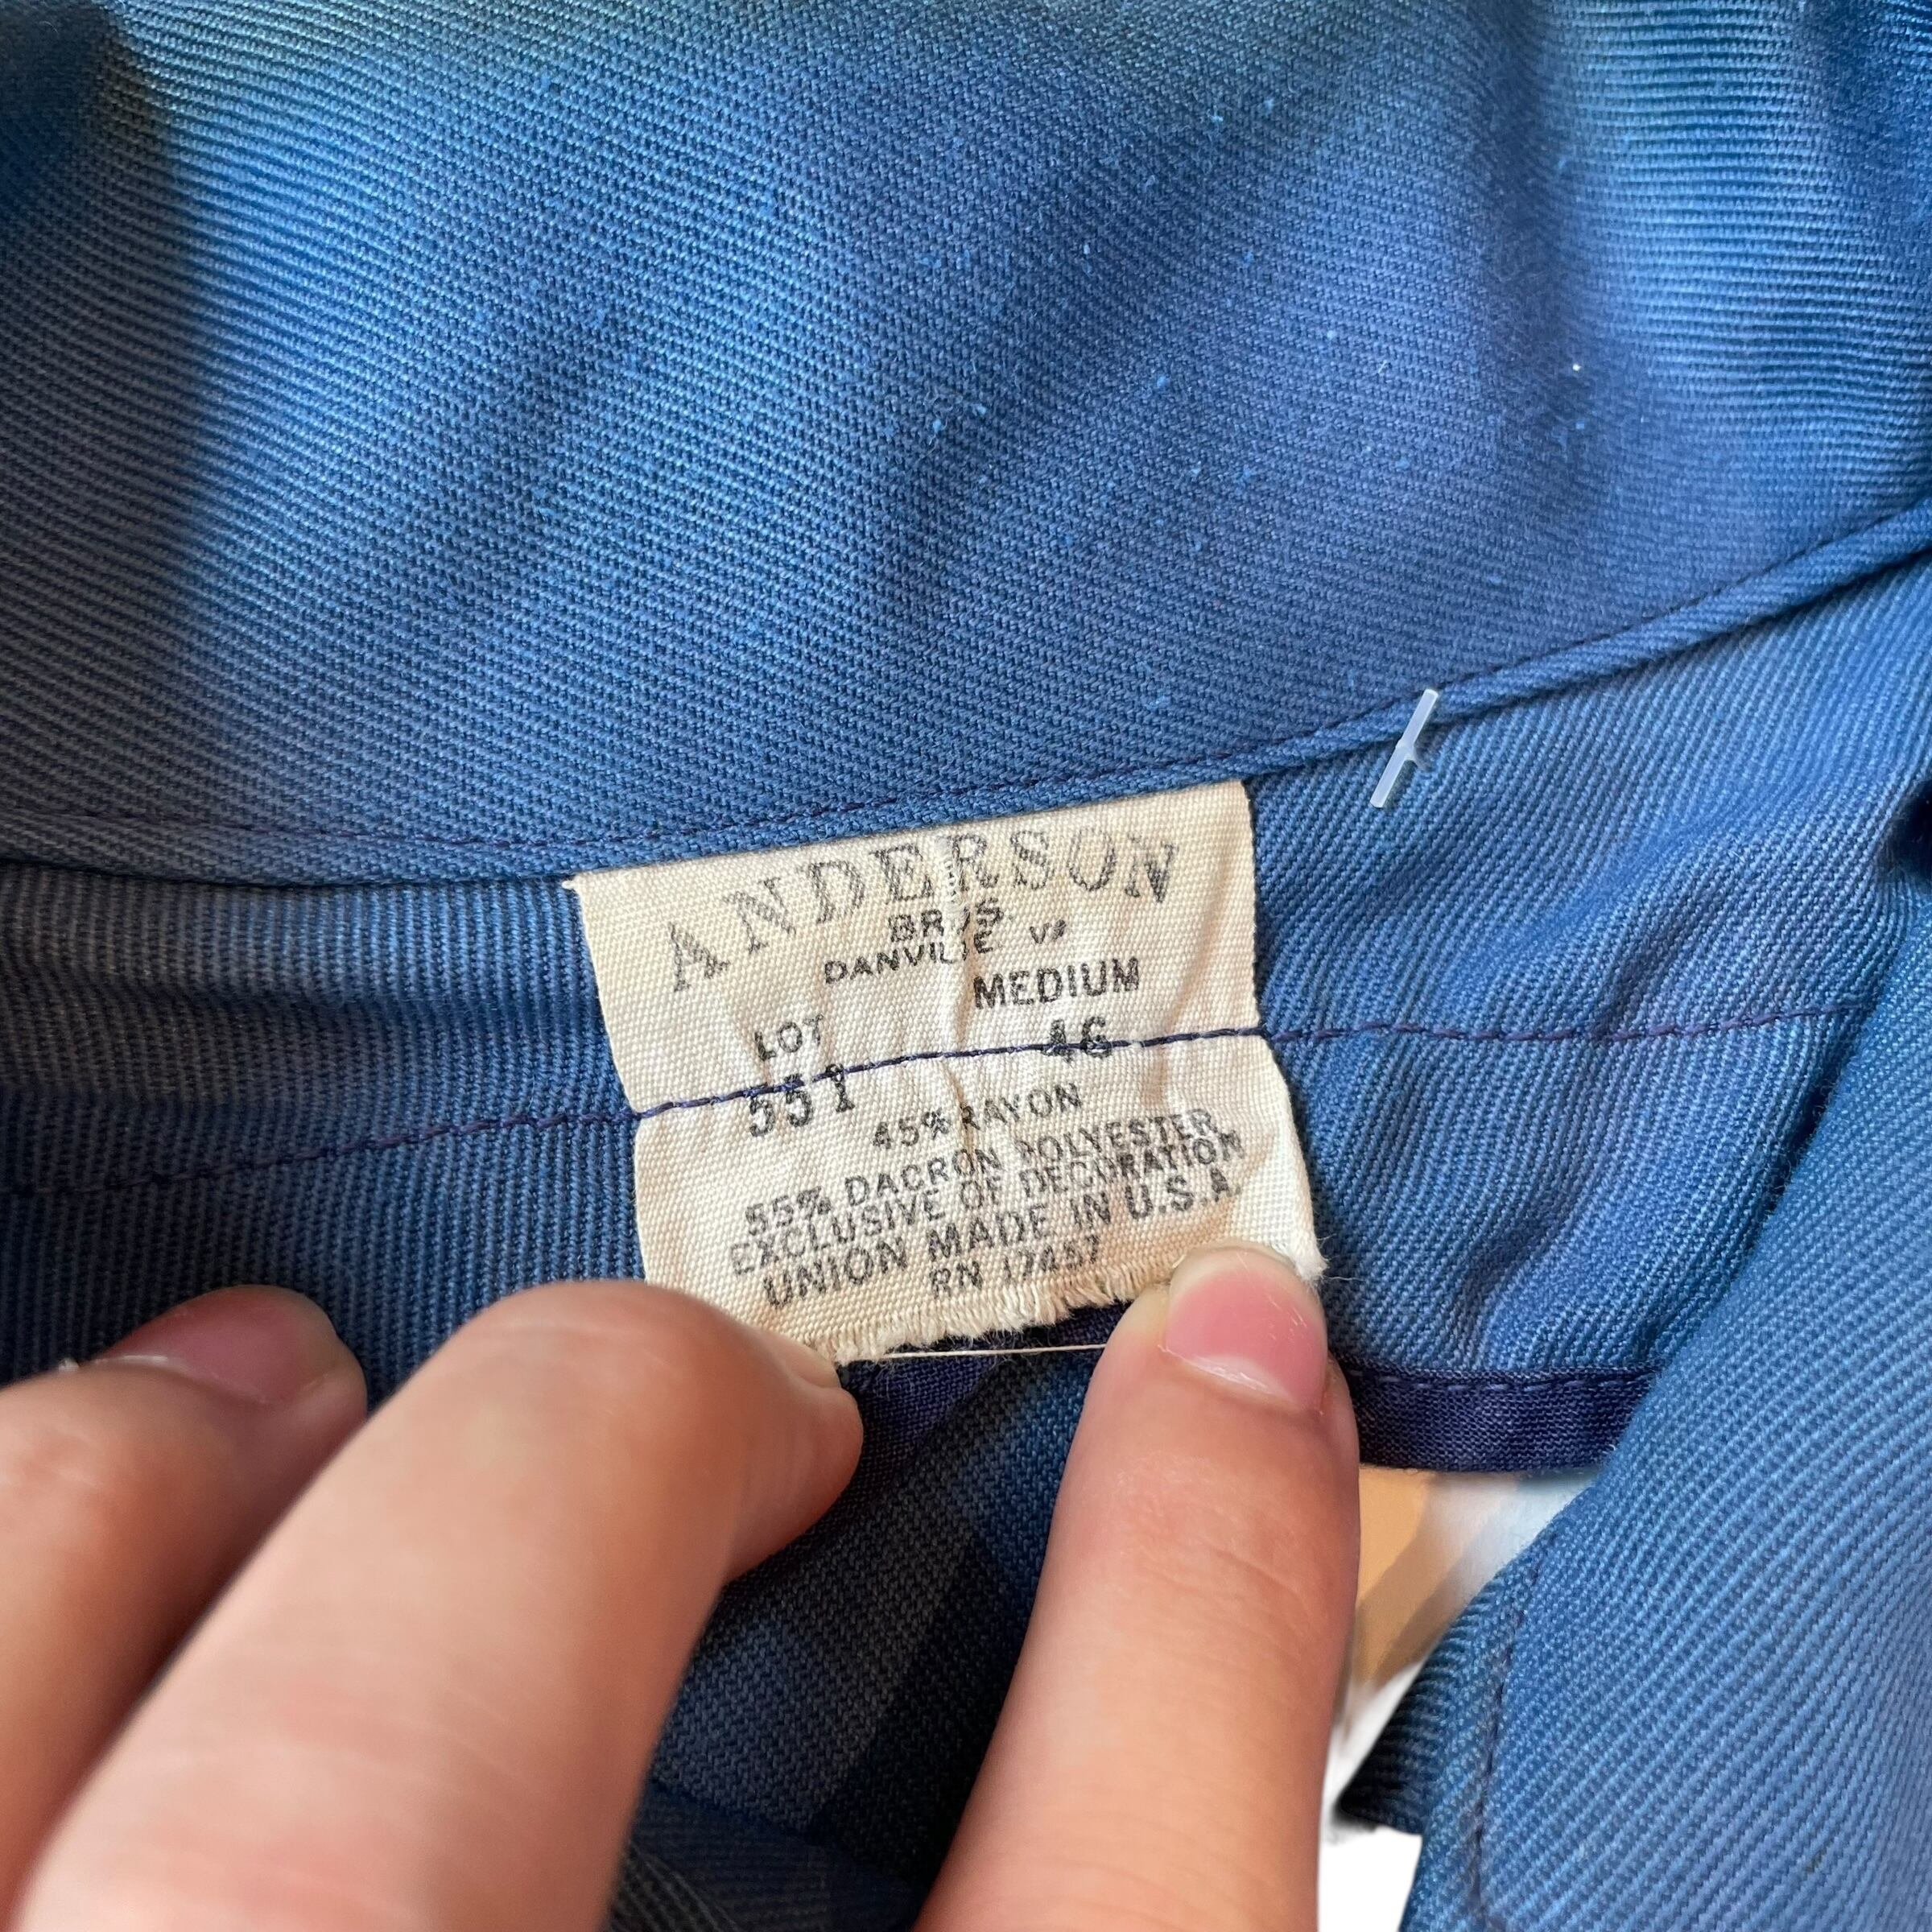 ANDERSON
BROS.
DANVILLE Va
MEDIUM
LOT 46
551
45% RAYON
55% DACRON POLYESTER
EXCLUSIVE OF DECORATION
UNION MADE IN U.S.A.
RN 17457